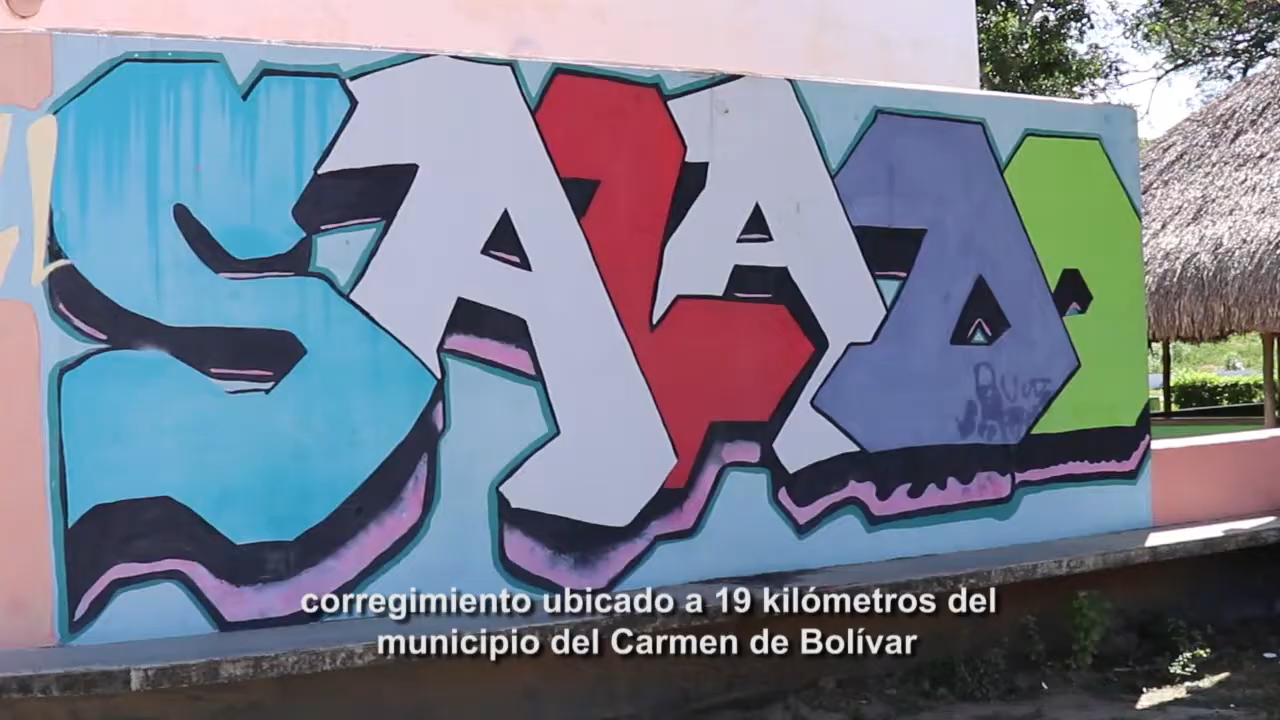 SALADO
corregimiento ubicado a 19 kilómetros del
municipio del Carmen de Bolívar